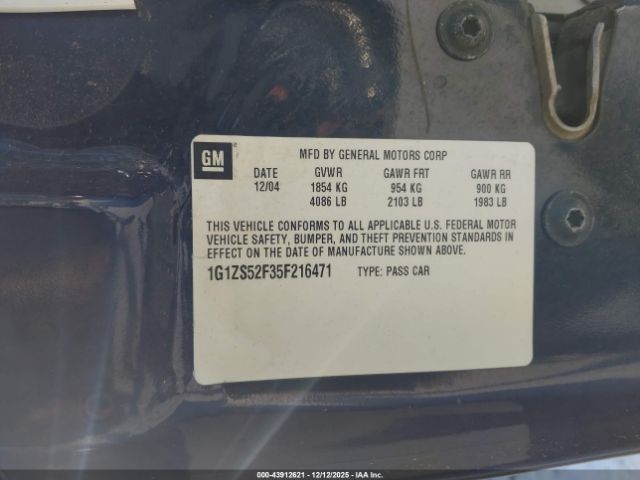 GM
MFD BY GENERAL MOTORS CORP
DATE GVWR GAWR FRT GAWR RR
12/04 1854 KG 954 KG 900 KG
4086 LB 2103 LB 1983 LB
THIS VEHICLE CONFORMS TO ALL APPLICABLE U.S. FEDERAL MOTOR
VEHICLE SAFETY, BUMPER, AND THEFT PREVENTION STANDARDS IN
EFFECT ON THE DATE OF MANUFACTURE SHOWN ABOVE.
1G1ZS52F35F216471 TYPE: PASS CAR
000-43912621 - 12/12/2025 - IAA Inc.